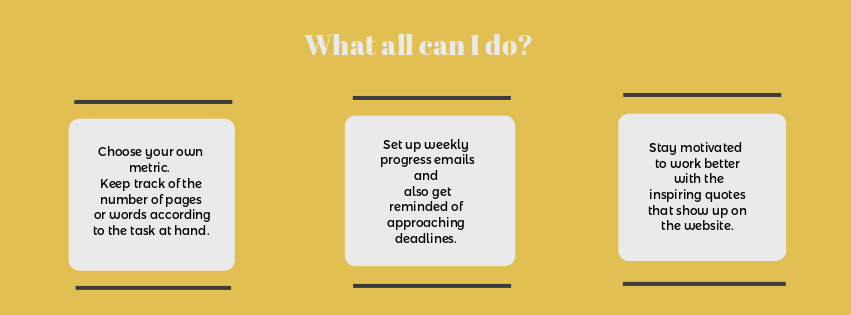 What all can I do?
Choose your own
metric.
Keep track of the
number of pages
or words according
to the task at hand.
Set up weekly
progress emails
and
also get
reminded of
approaching
deadlines.
Stay motivated
to work better
with the
inspiring quotes
that show up on
the website.